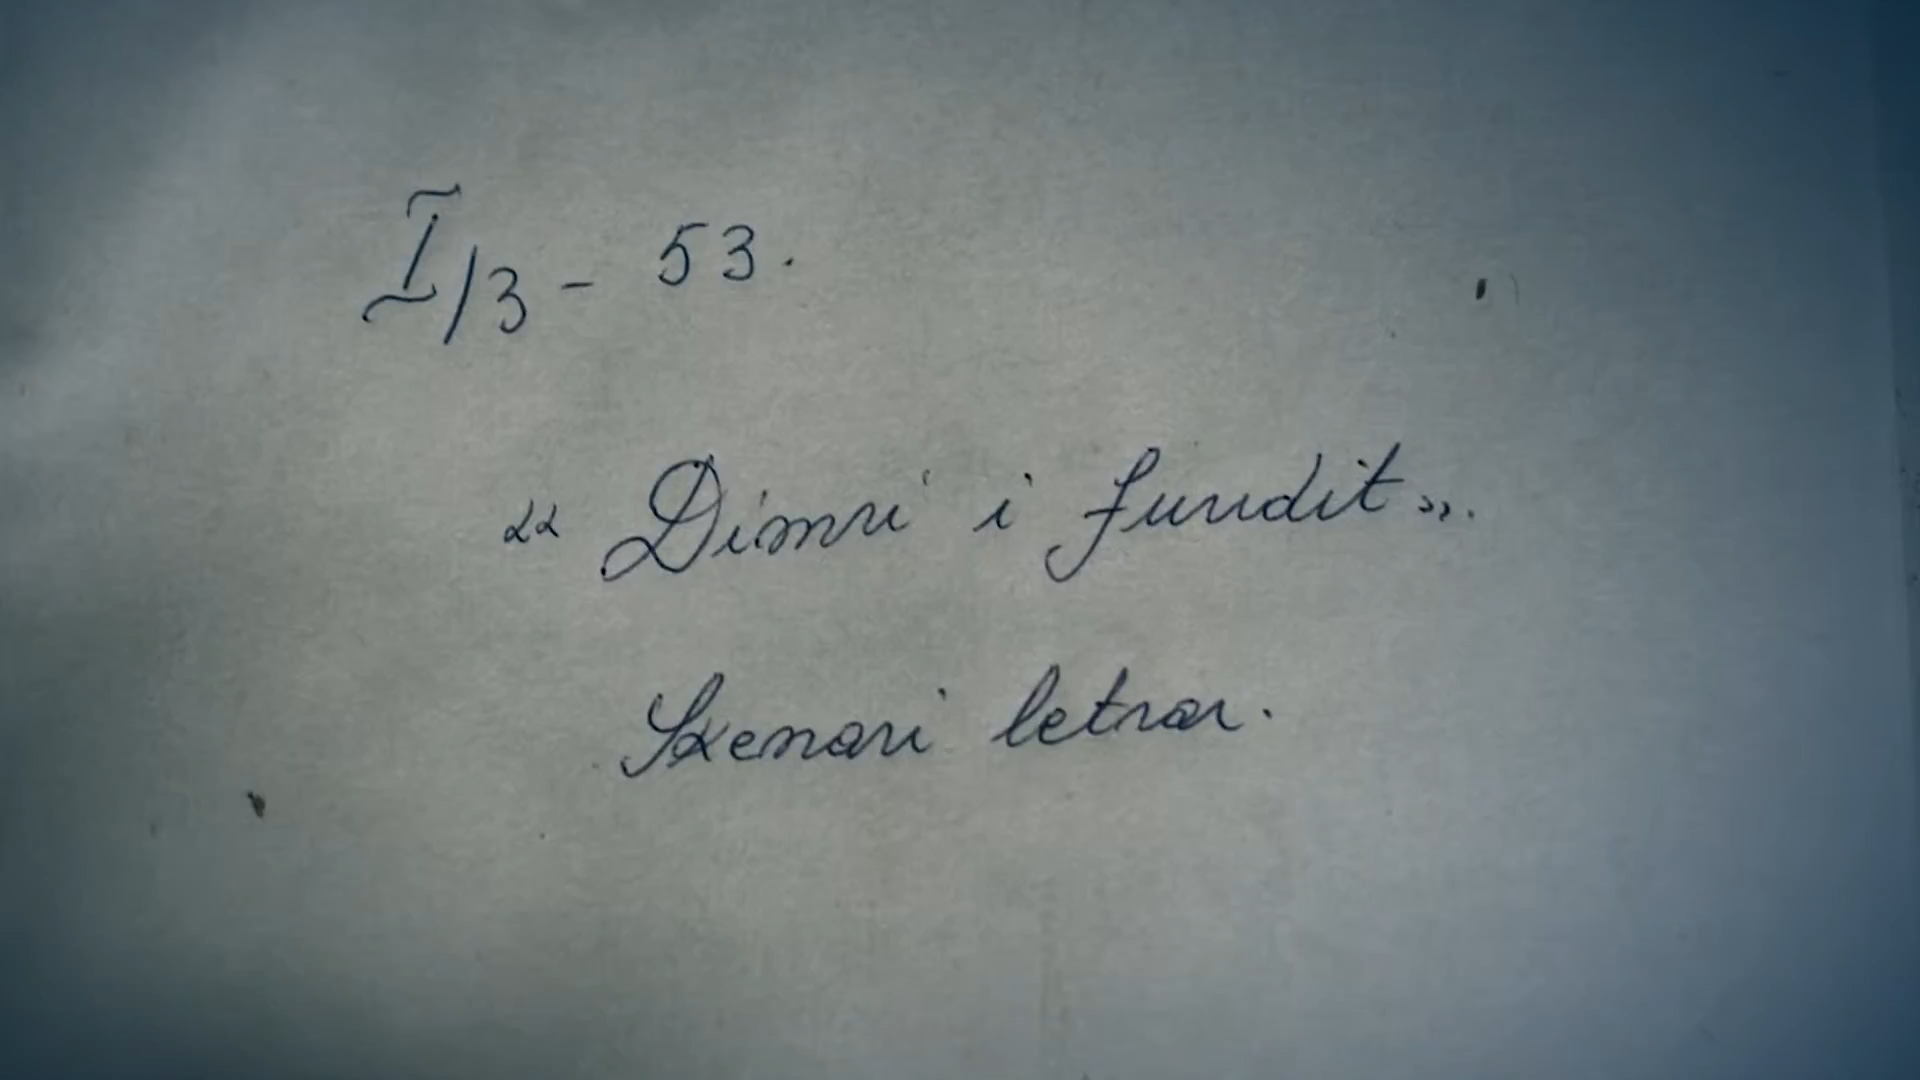 I/3 - 53.
"Dimri i fundit".
Skenari letrar.